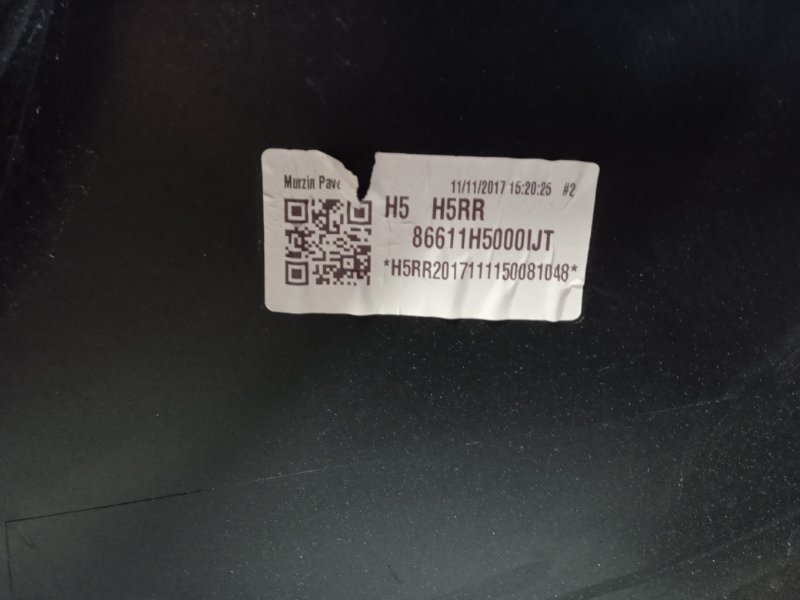 Murzin Pav 11/11/2017 15:20:25 #2
H5 H5RR
86611H5000IJT
*H5RR2017111150081048*